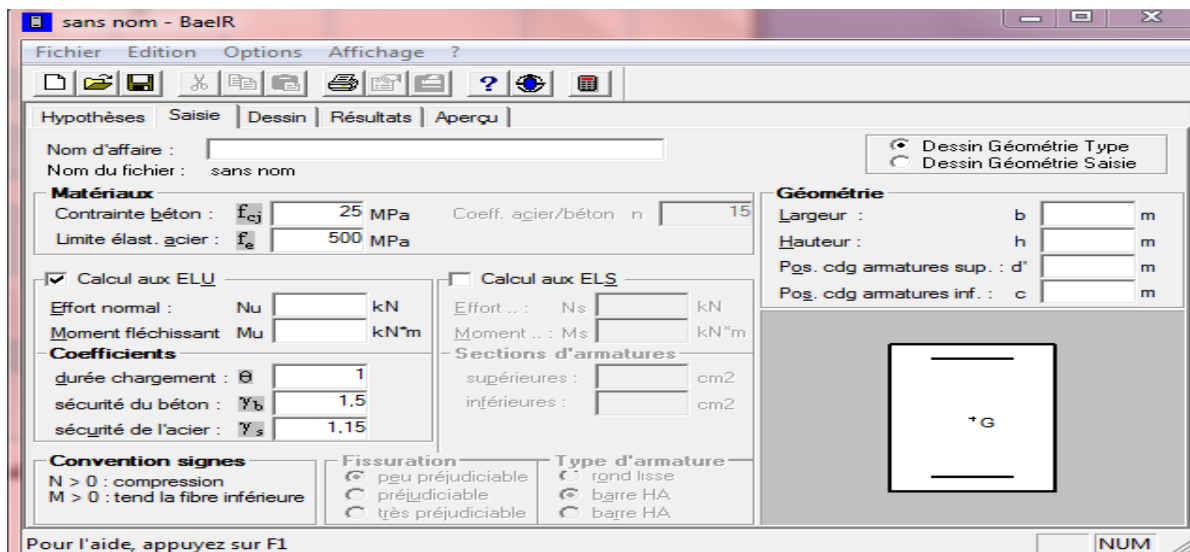 sans nom - BaelR
Fichier Edition Options Affichage ?
Hypothèses Saisie Dessin Résultats Aperçu
Nom d'affaire :
Nom du fichier : sans nom
Dessin Géométrie Type
Dessin Géométrie Saisie
Matériaux
Contrainte béton : fcj 25 MPa Coeff. acier/béton n 15
Limite élast. acier : fe 500 MPa
Géométrie
Largeur : b m
Hauteur : h m
Pos. cdg armatures sup. : d' m
Pos. cdg armatures inf. : c m
Calcul aux ELU
Effort normal : Nu kN
Moment fléchissant Mu kN*m
Coefficients
durée chargement : θ 1
sécurité du béton : γb 1,5
sécurité de l'acier : γs 1,15
Calcul aux ELS
Effort .. : Ns kN
Moment .. : Ms kN*m
Sections d'armatures
supérieures : cm2
inférieures : cm2
Convention signes
N > 0 : compression
M > 0 : tend la fibre inférieure
Fissuration
peu préjudiciable
préjudiciable
très préjudiciable
Type d'armature
rond lisse
barre HA
barre HA
+G
Pour l'aide, appuyez sur F1 NUM